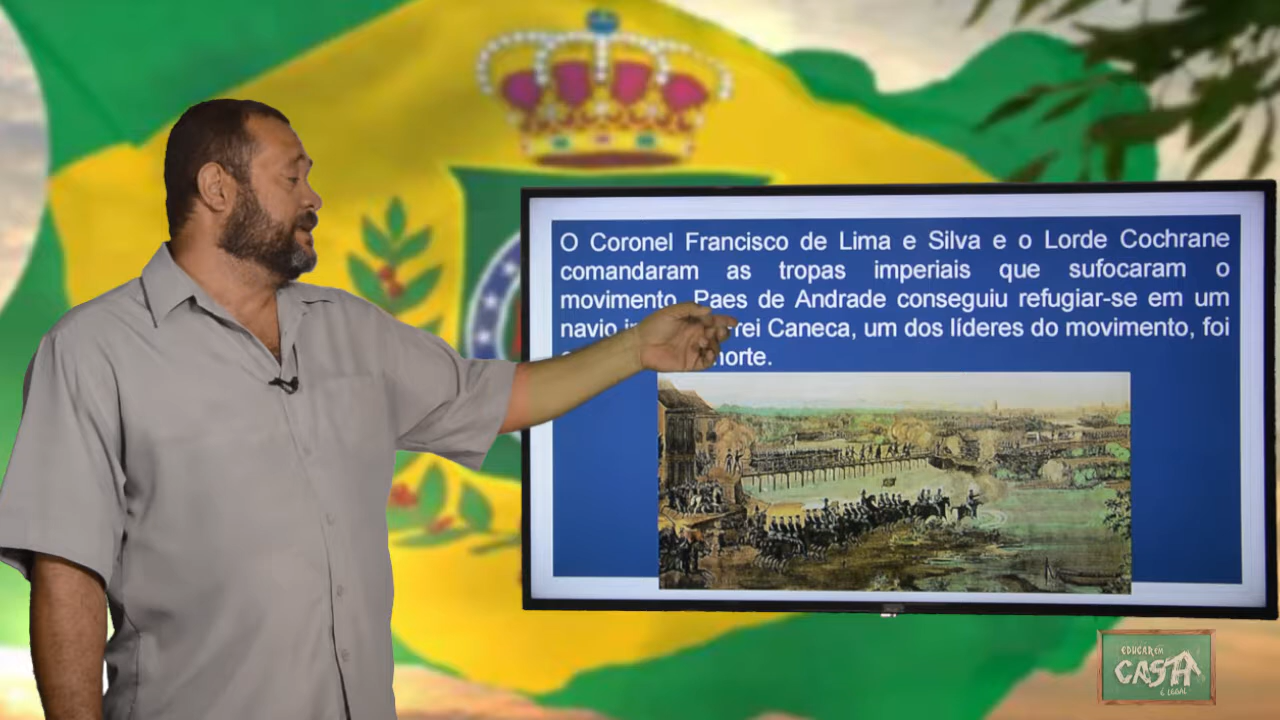 O Coronel Francisco de Lima e Silva e o Lorde Cochrane
comandaram as tropas imperiais que sufocaram o
movimento. Paes de Andrade conseguiu refugiar-se em um
navio Caneca, um dos líderes do movimento, foi
morte.
EDUCAR EM
CASA
É LEGAL